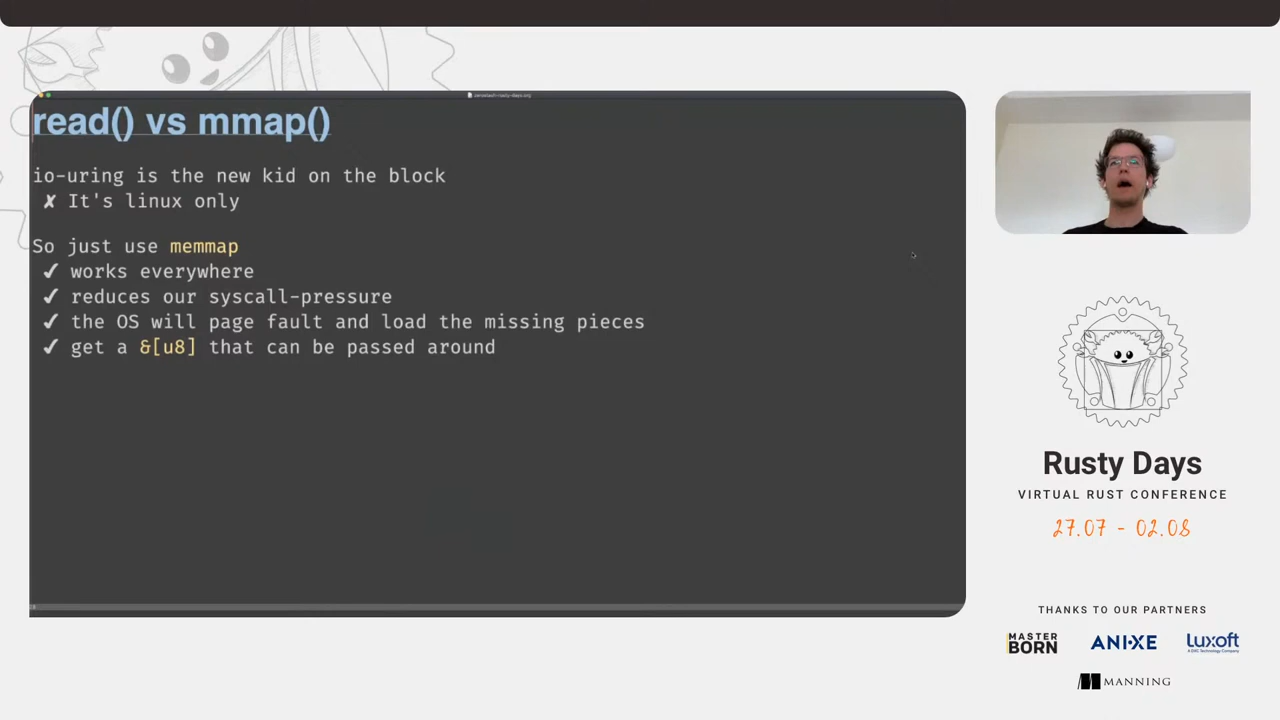 read() vs mmap()
io-uring is the new kid on the block
✘ It's linux only
So just use memmap
✔ works everywhere
✔ reduces our syscall-pressure
✔ the OS will page fault and load the missing pieces
✔ get a &[u8] that can be passed around
Rusty Days
VIRTUAL RUST CONFERENCE
27.07 - 02.08
THANKS TO OUR PARTNERS
MASTER
BORN
ANIXE
luxoft
A DXC Technology Company
MANNING